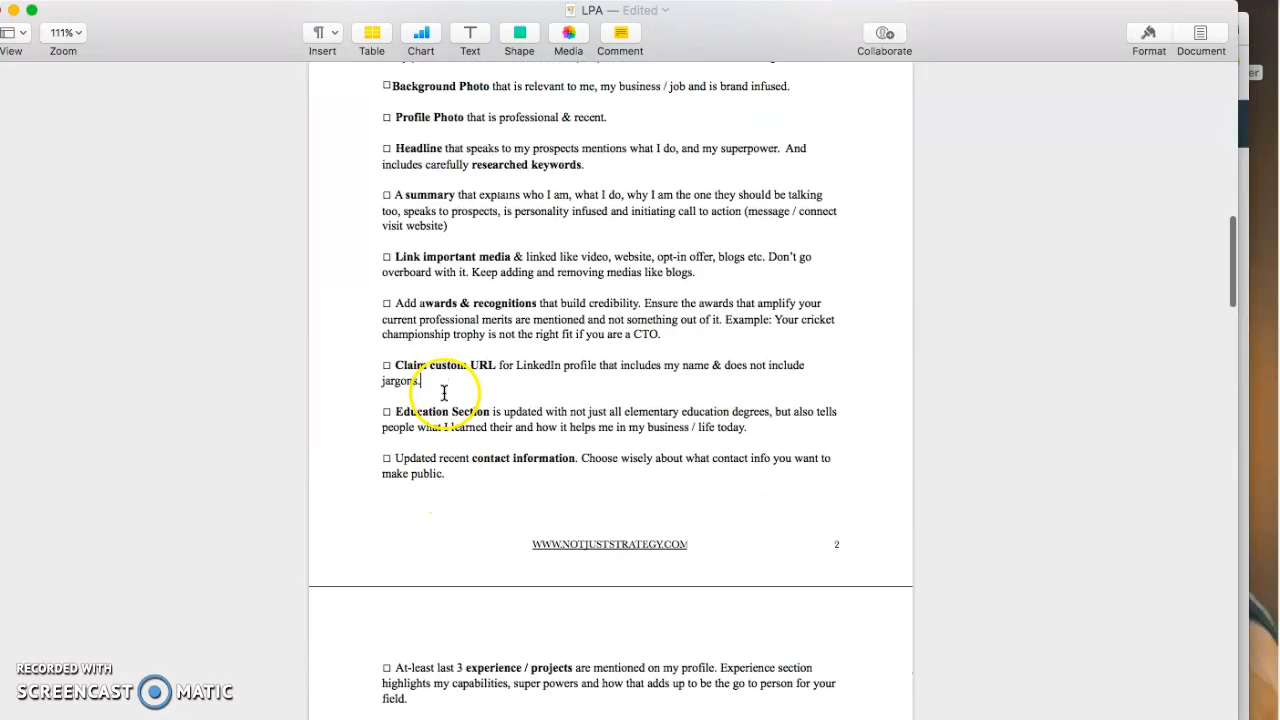 LPA — Edited
View
111%
Zoom
Insert
Table
Chart
Text
Shape
Media
Comment
Collaborate
Format
Document
☐Background Photo that is relevant to me, my business / job and is brand infused.
☐ Profile Photo that is professional & recent.
☐ Headline that speaks to my prospects mentions what I do, and my superpower. And
includes carefully researched keywords.
☐ A summary that explains who I am, what I do, why I am the one they should be talking
too, speaks to prospects, is personality infused and initiating call to action (message / connect
visit website)
☐ Link important media & linked like video, website, opt-in offer, blogs etc. Don’t go
overboard with it. Keep adding and removing medias like blogs.
☐ Add awards & recognitions that build credibility. Ensure the awards that amplify your
current professional merits are mentioned and not something out of it. Example: Your cricket
championship trophy is not the right fit if you are a CTO.
☐ Claim custom URL for LinkedIn profile that includes my name & does not include
jargons.
☐ Education Section is updated with not just all elementary education degrees, but also tells
people what I learned their and how it helps me in my business / life today.
☐ Updated recent contact information. Choose wisely about what contact info you want to
make public.
WWW.NOTJUSTSTRATEGY.COM 2
☐ At-least last 3 experience / projects are mentioned on my profile. Experience section
highlights my capabilities, super powers and how that adds up to be the go to person for your
field.
RECORDED WITH
SCREENCAST MATIC